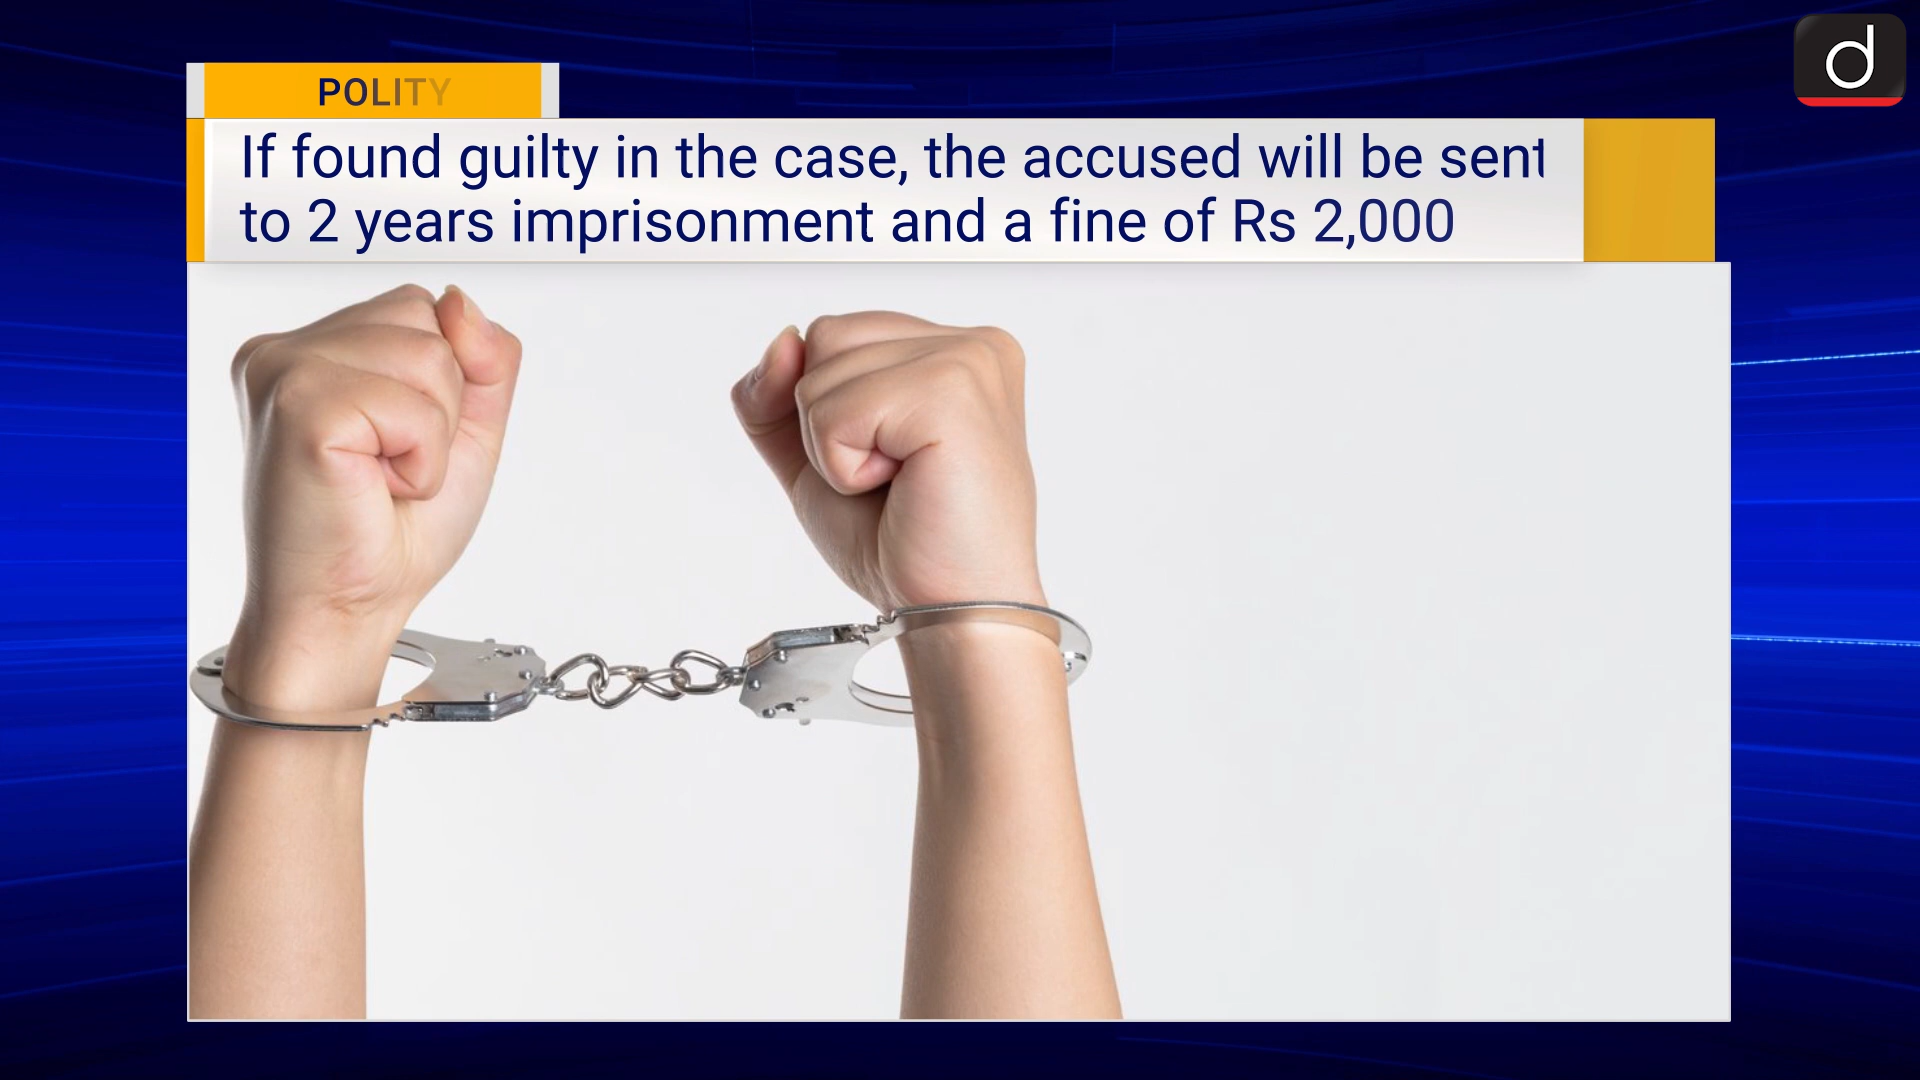 POLITY
If found guilty in the case, the accused will be sent
to 2 years imprisonment and a fine of Rs 2,000
d